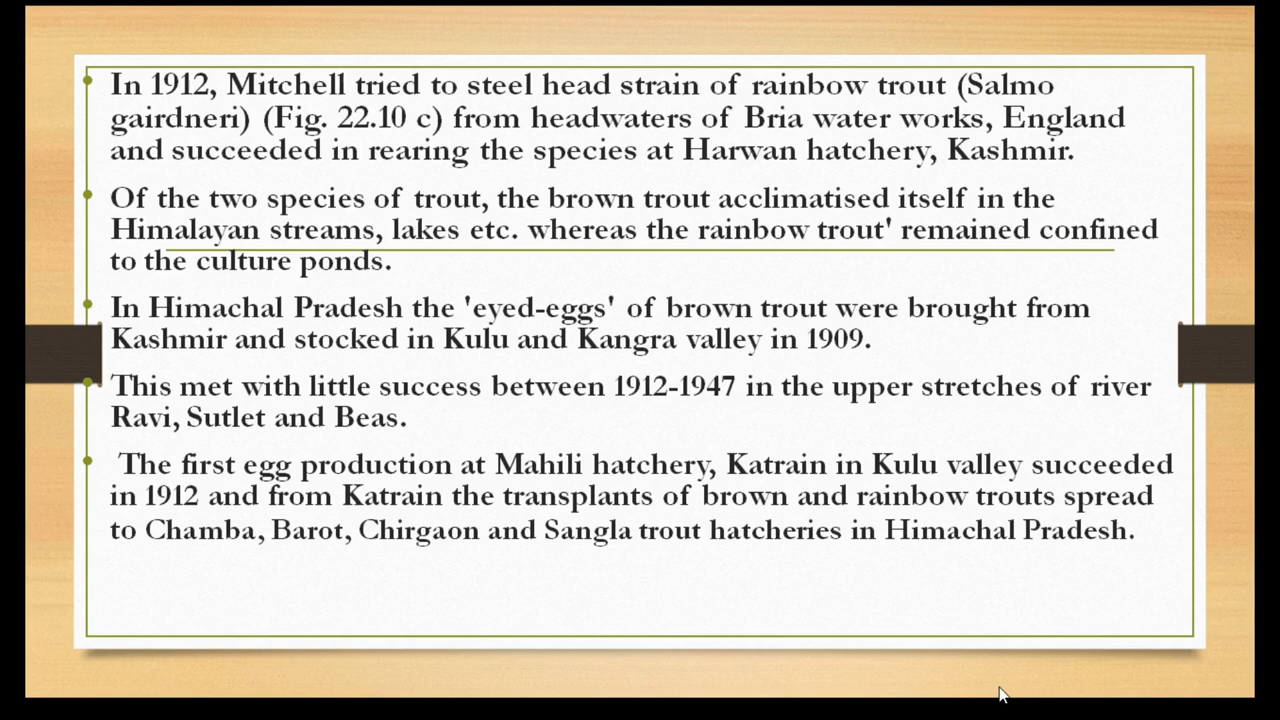 In 1912, Mitchell tried to steel head strain of rainbow trout (Salmo
gairdneri) (Fig. 22.10 c) from headwaters of Bria water works, England
and succeeded in rearing the species at Harwan hatchery, Kashmir.
Of the two species of trout, the brown trout acclimatised itself in the
Himalayan streams, lakes etc. whereas the rainbow trout' remained confined
to the culture ponds.
In Himachal Pradesh the 'eyed-eggs' of brown trout were brought from
Kashmir and stocked in Kulu and Kangra valley in 1909.
This met with little success between 1912-1947 in the upper stretches of river
Ravi, Sutlet and Beas.
The first egg production at Mahili hatchery, Katrain in Kulu valley succeeded
in 1912 and from Katrain the transplants of brown and rainbow trouts spread
to Chamba, Barot, Chirgaon and Sangla trout hatcheries in Himachal Pradesh.